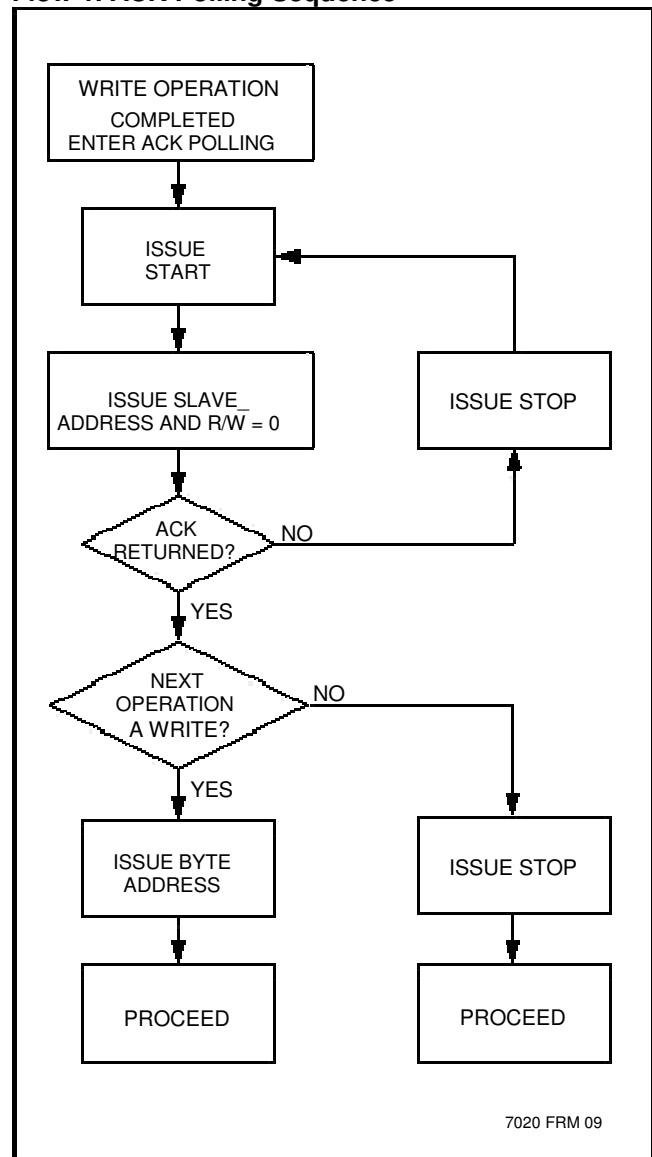 Flow 1. ACK Polling Sequence
WRITE OPERATION
COMPLETED
ENTER ACK POLLING
ISSUE
START
ISSUE SLAVE_
ADDRESS AND R/W = 0
ISSUE STOP
ACK
RETURNED?
NO
YES
NEXT
OPERATION
A WRITE?
NO
YES
ISSUE BYTE
ADDRESS
ISSUE STOP
PROCEED
PROCEED
7020 FRM 09